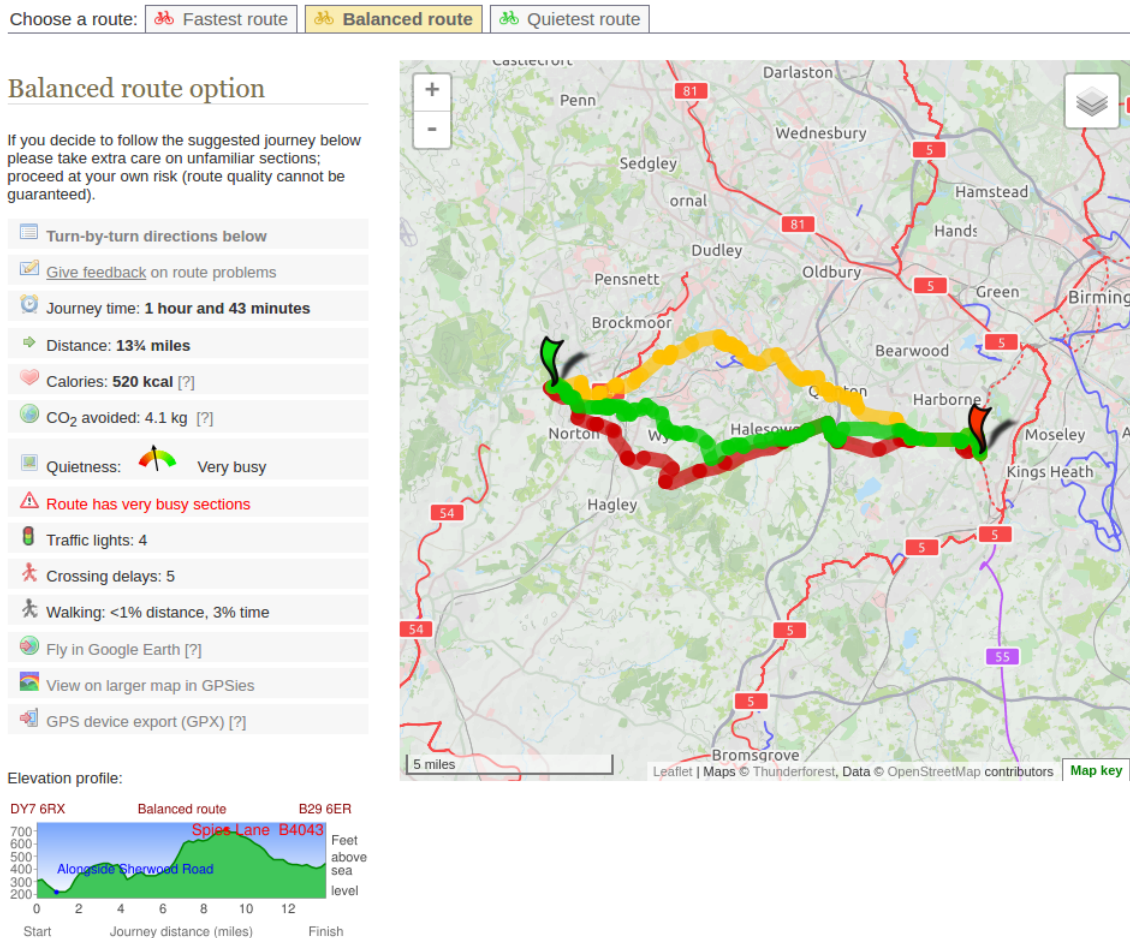 Choose a route: Fastest route Balanced route Quietest route
Balanced route option
If you decide to follow the suggested journey below
please take extra care on unfamiliar sections;
proceed at your own risk (route quality cannot be
guaranteed).
Turn-by-turn directions below
Give feedback on route problems
Journey time: 1 hour and 43 minutes
Distance: 13¾ miles
Calories: 520 kcal [?]
CO2 avoided: 4.1 kg [?]
Quietness: Very busy
Route has very busy sections
Traffic lights: 4
Crossing delays: 5
Walking: <1% distance, 3% time
Fly in Google Earth [?]
View on larger map in GPSies
GPS device export (GPX) [?]
Elevation profile:
DY7 6RX Balanced route B29 6ER
Spies Lane B4043
Alongside Sherwood Road
700
600
500
400
300
200
Feet
above
sea
level
0 2 4 6 8 10 12
Start Journey distance (miles) Finish
+
-
Castlecroft
Darlaston
Penn
81
Wednesbury
5
Sedgley
Hamstead
ornal
81
Hands
Dudley
Oldbury
Pensnett
5
Green
Birming
Brockmoor
5
Bearwood
Harborne
Norton
Wy
Halesow
Moseley
A
Kings Heath
Hagley
54
5
5
54
5
55
5
Bromsgrove
5 miles
Leaflet | Maps © Thunderforest, Data © OpenStreetMap contributors
Map key